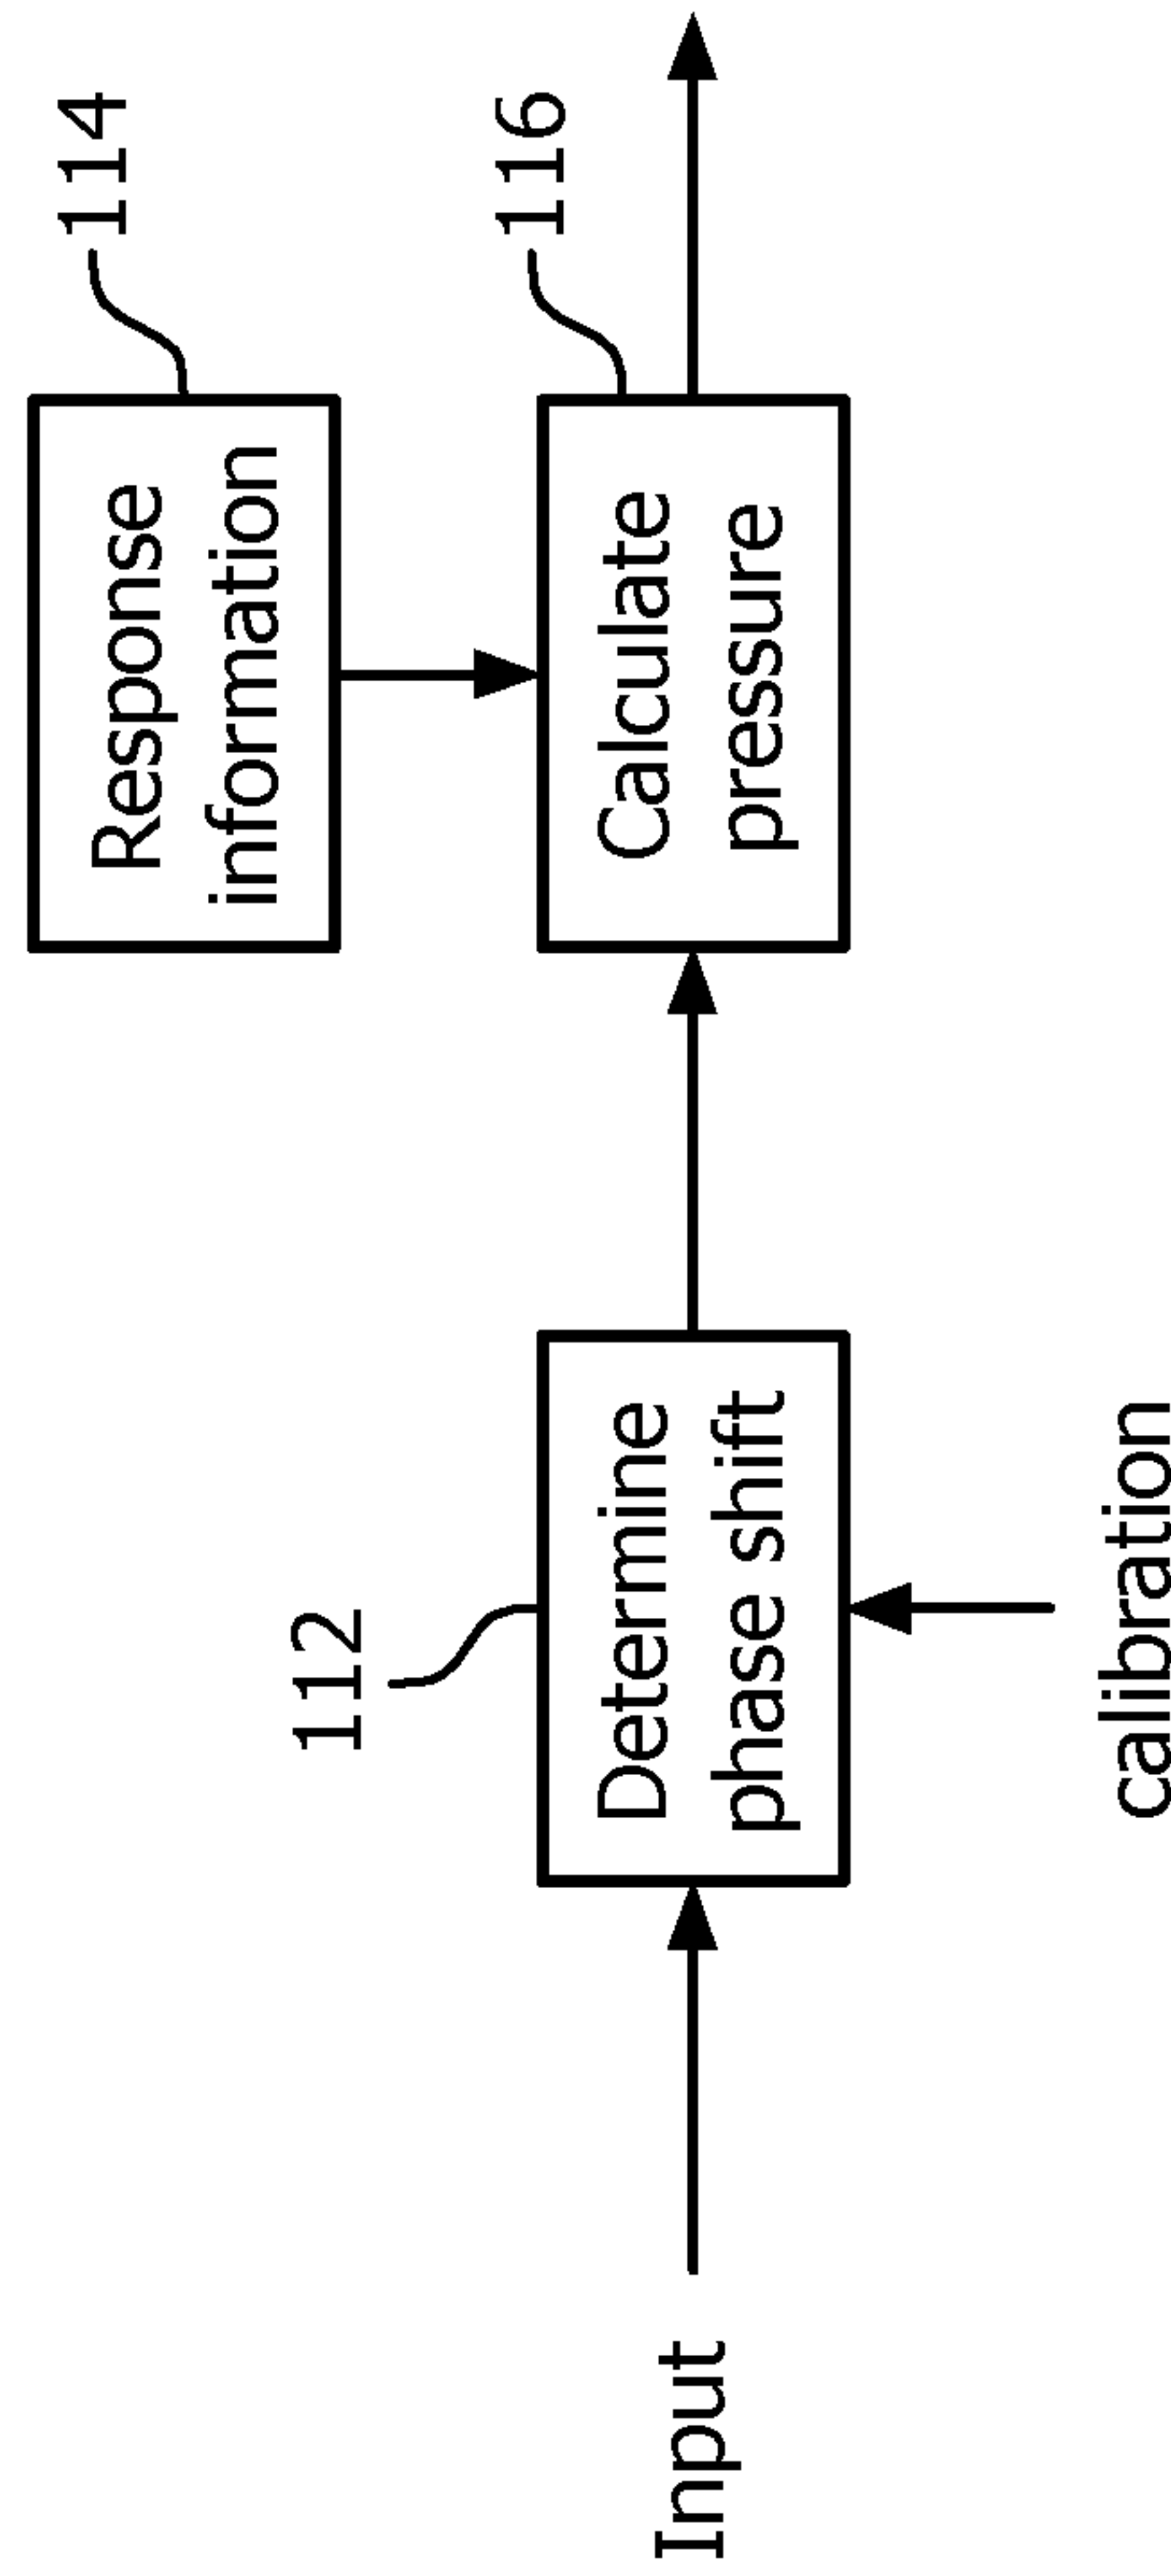 Response
information
114
112
116
Input
Determine
phase shift
Calculate
pressure
calibration